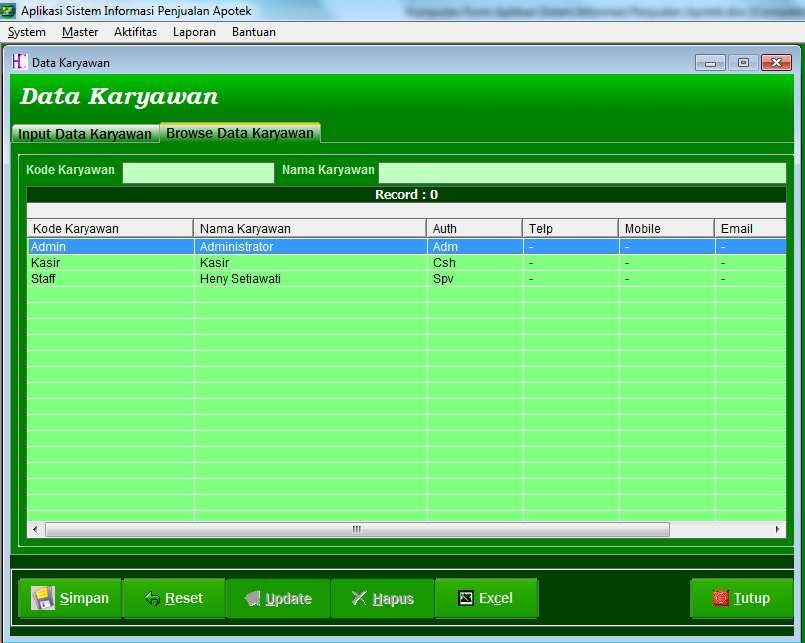 Aplikasi Sistem Informasi Penjualan Apotek
System Master Aktifitas Laporan Bantuan
Data Karyawan
Data Karyawan
Input Data Karyawan Browse Data Karyawan
Kode Karyawan Nama Karyawan
Record : 0
Kode Karyawan Nama Karyawan Auth Telp Mobile Email
Admin Administrator Adm - - -
Kasir Kasir Csh - - -
Staff Heny Setiawati Spv - - -
Simpan Reset Update Hapus Excel Tutup